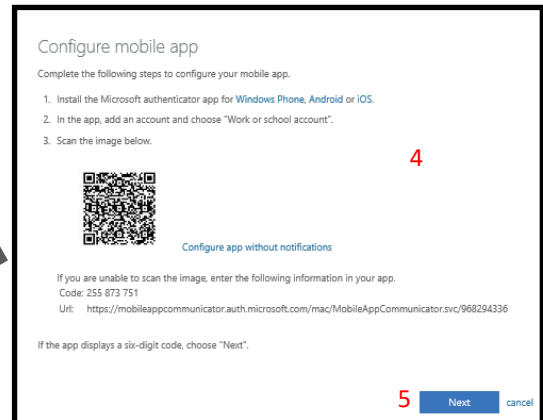 Configure mobile app
Complete the following steps to configure your mobile app.
1. Install the Microsoft authenticator app for Windows Phone, Android or iOS.
2. In the app, add an account and choose "Work or school account".
3. Scan the image below.
4
Configure app without notifications
If you are unable to scan the image, enter the following information in your app.
Code: 255 873 751
Url: https://mobileappcommunicator.auth.microsoft.com/mac/MobileAppCommunicator.svc/968294336
If the app displays a six-digit code, choose "Next".
5 Next cancel